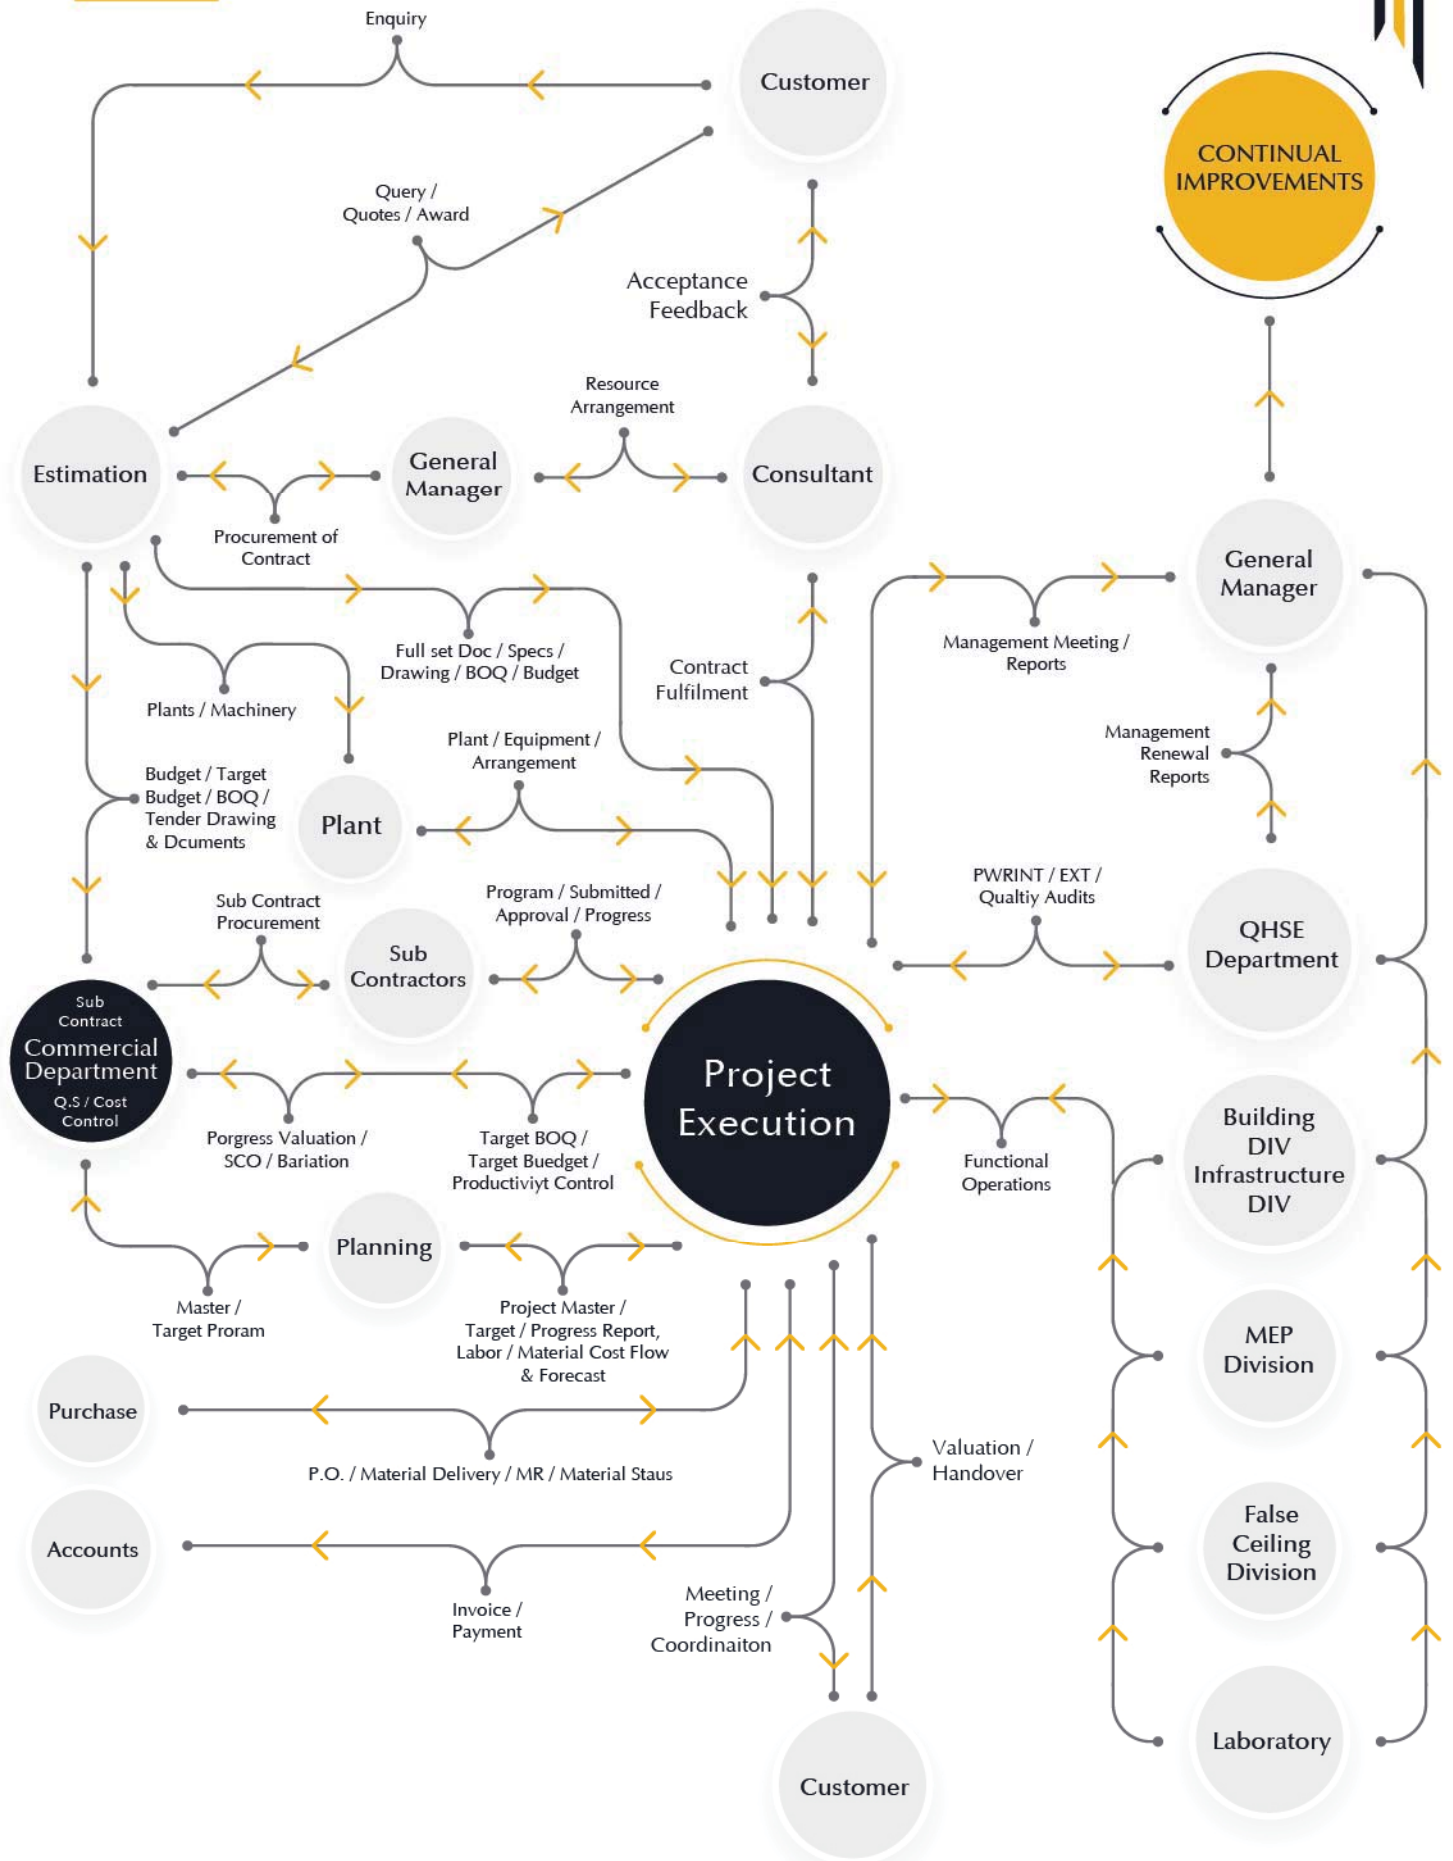 Enquiry
Customer
CONTINUAL
IMPROVEMENTS
Query /
Quotes / Award
Acceptance
Feedback
Resource
Arrangement
Estimation
General
Manager
Consultant
Procurement of
Contract
General
Manager
Full set Doc / Specs /
Drawing / BOQ / Budget
Management Meeting /
Reports
Contract
Fulfilment
Plants / Machinery
Plant / Equipment /
Arrangement
Management
Renewal
Reports
Budget / Target
Budget / BOQ /
Tender Drawing
& Dcuments
Plant
Sub Contract
Procurement
Program / Submitted /
Approval / Progress
PWRINT / EXT /
Qualtiy Audits
Sub
Contractors
QHSE
Department
Sub
Contract
Commercial
Department
Q.S / Cost
Control
Project
Execution
Porgress Valuation /
SCO / Bariation
Target BOQ /
Target Buedget /
Productiviyt Control
Functional
Operations
Building
DIV
Infrastructure
DIV
Planning
Master /
Target Proram
Project Master /
Target / Progress Report,
Labor / Material Cost Flow
& Forecast
MEP
Division
Purchase
P.O. / Material Delivery / MR / Material Staus
Valuation /
Handover
Accounts
False
Ceiling
Division
Invoice /
Payment
Meeting /
Progress /
Coordinaiton
Laboratory
Customer